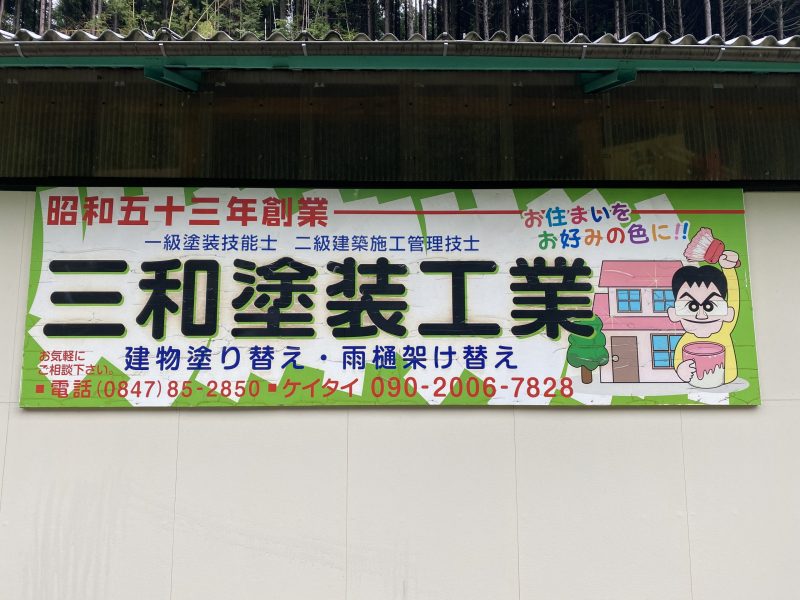 昭和五十三年創業
お住まいを
お好みの色に!!
一級塗装技能士 二級建築施工管理技士
三和塗装工業
建物塗り替え・雨樋架け替え
お気軽に
ご相談下さい。
■電話(0847)85-2850 ■ケイタイ 090-2006-7828